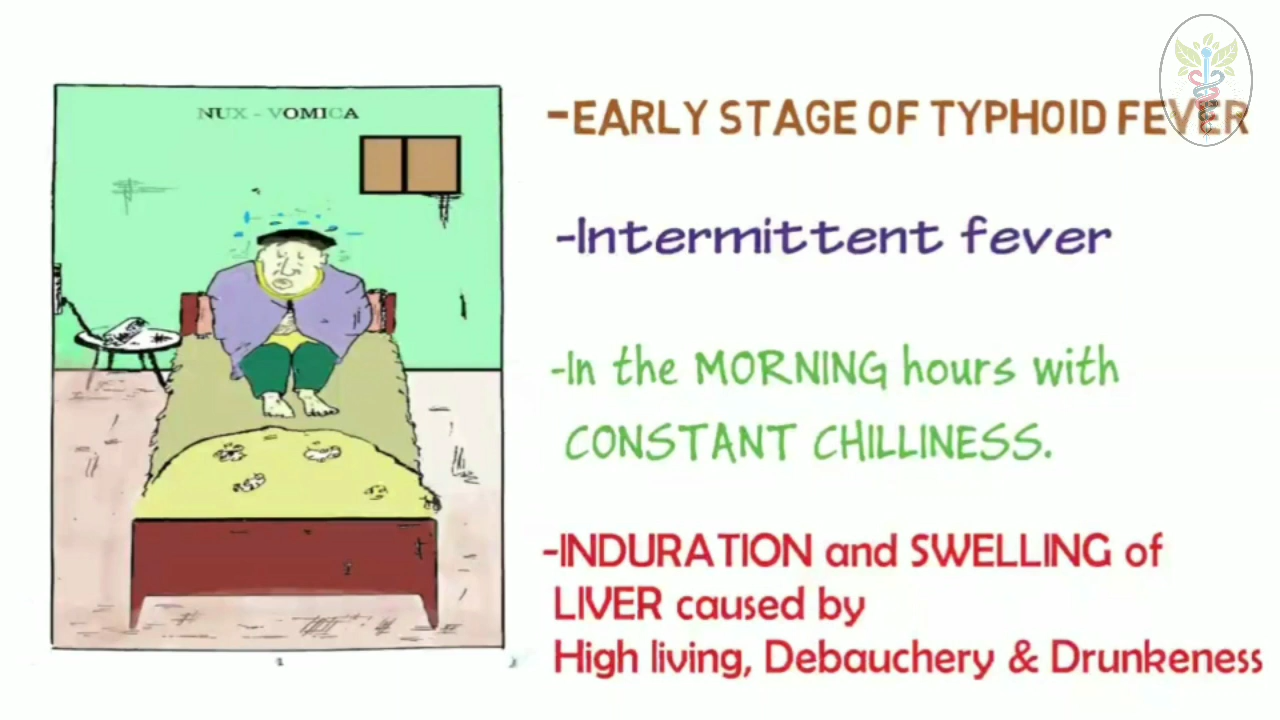 NUX - VOMICA
-EARLY STAGE OF TYPHOID FEVER
-Intermittent fever
-In the MORNING hours with
CONSTANT CHILLINESS.
-INDURATION and SWELLING of
LIVER caused by
High living, Debauchery & Drunkeness